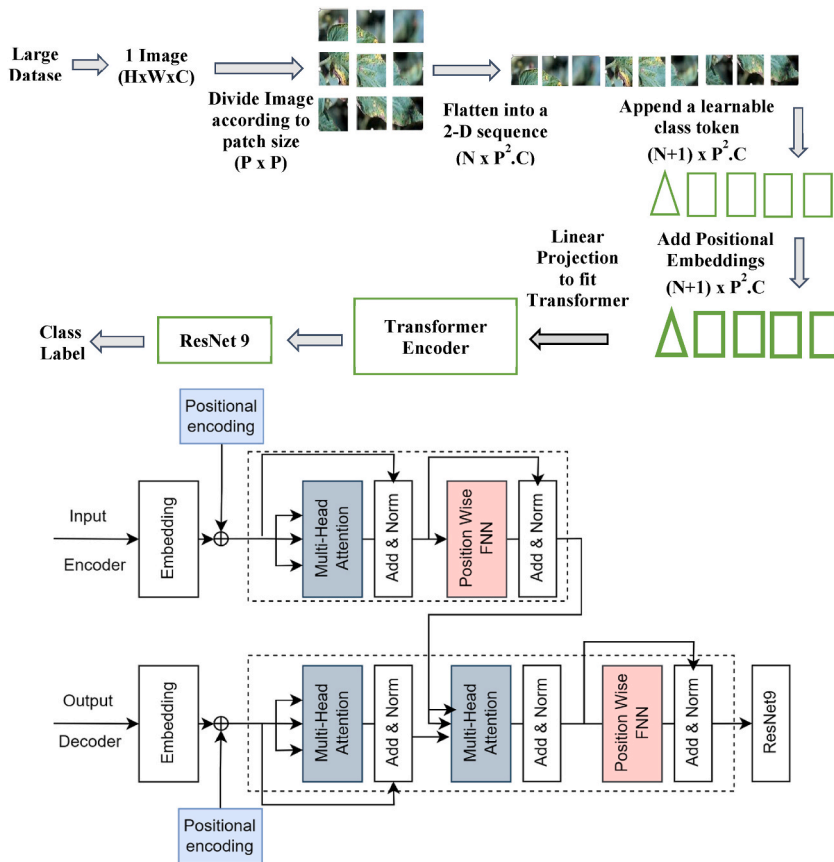 Large
Datase
1 Image
(HxWxC)
Divide Image
according to
patch size
(P x P)
Flatten into a
2-D sequence
(N x P².C)
Append a learnable
class token
(N+1) x P².C
Add Positional
Embeddings
(N+1) x P².C
Linear
Projection
to fit
Transformer
Transformer
Encoder
ResNet 9
Class
Label
Positional
encoding
Input
Encoder
Embedding
Multi-Head
Attention
Add & Norm
Position Wise
FNN
Add & Norm
Output
Decoder
Embedding
Multi-Head
Attention
Add & Norm
Multi-Head
Attention
Add & Norm
Position Wise
FNN
Add & Norm
ResNet9
Positional
encoding